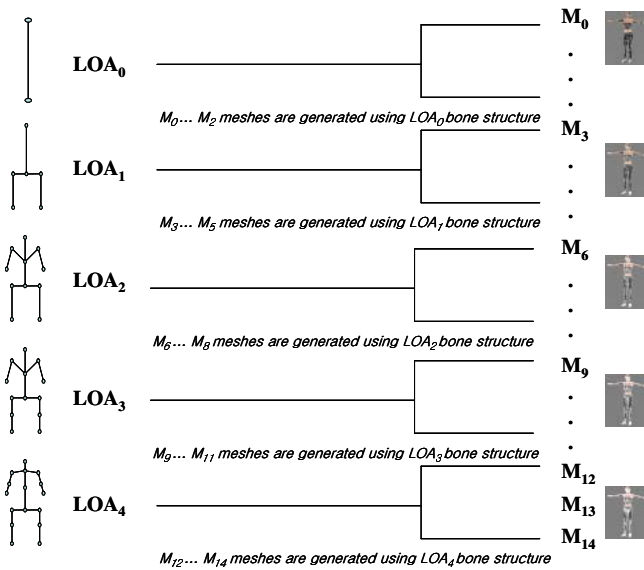 M0
LOA0
M0... M2 meshes are generated using LOA0 bone structure
M3
LOA1
M3... M5 meshes are generated using LOA1 bone structure
M6
LOA2
M6... M8 meshes are generated using LOA2 bone structure
M9
LOA3
M9... M11 meshes are generated using LOA3 bone structure
M12
LOA4
M13
M14
M12... M14 meshes are generated using LOA4 bone structure